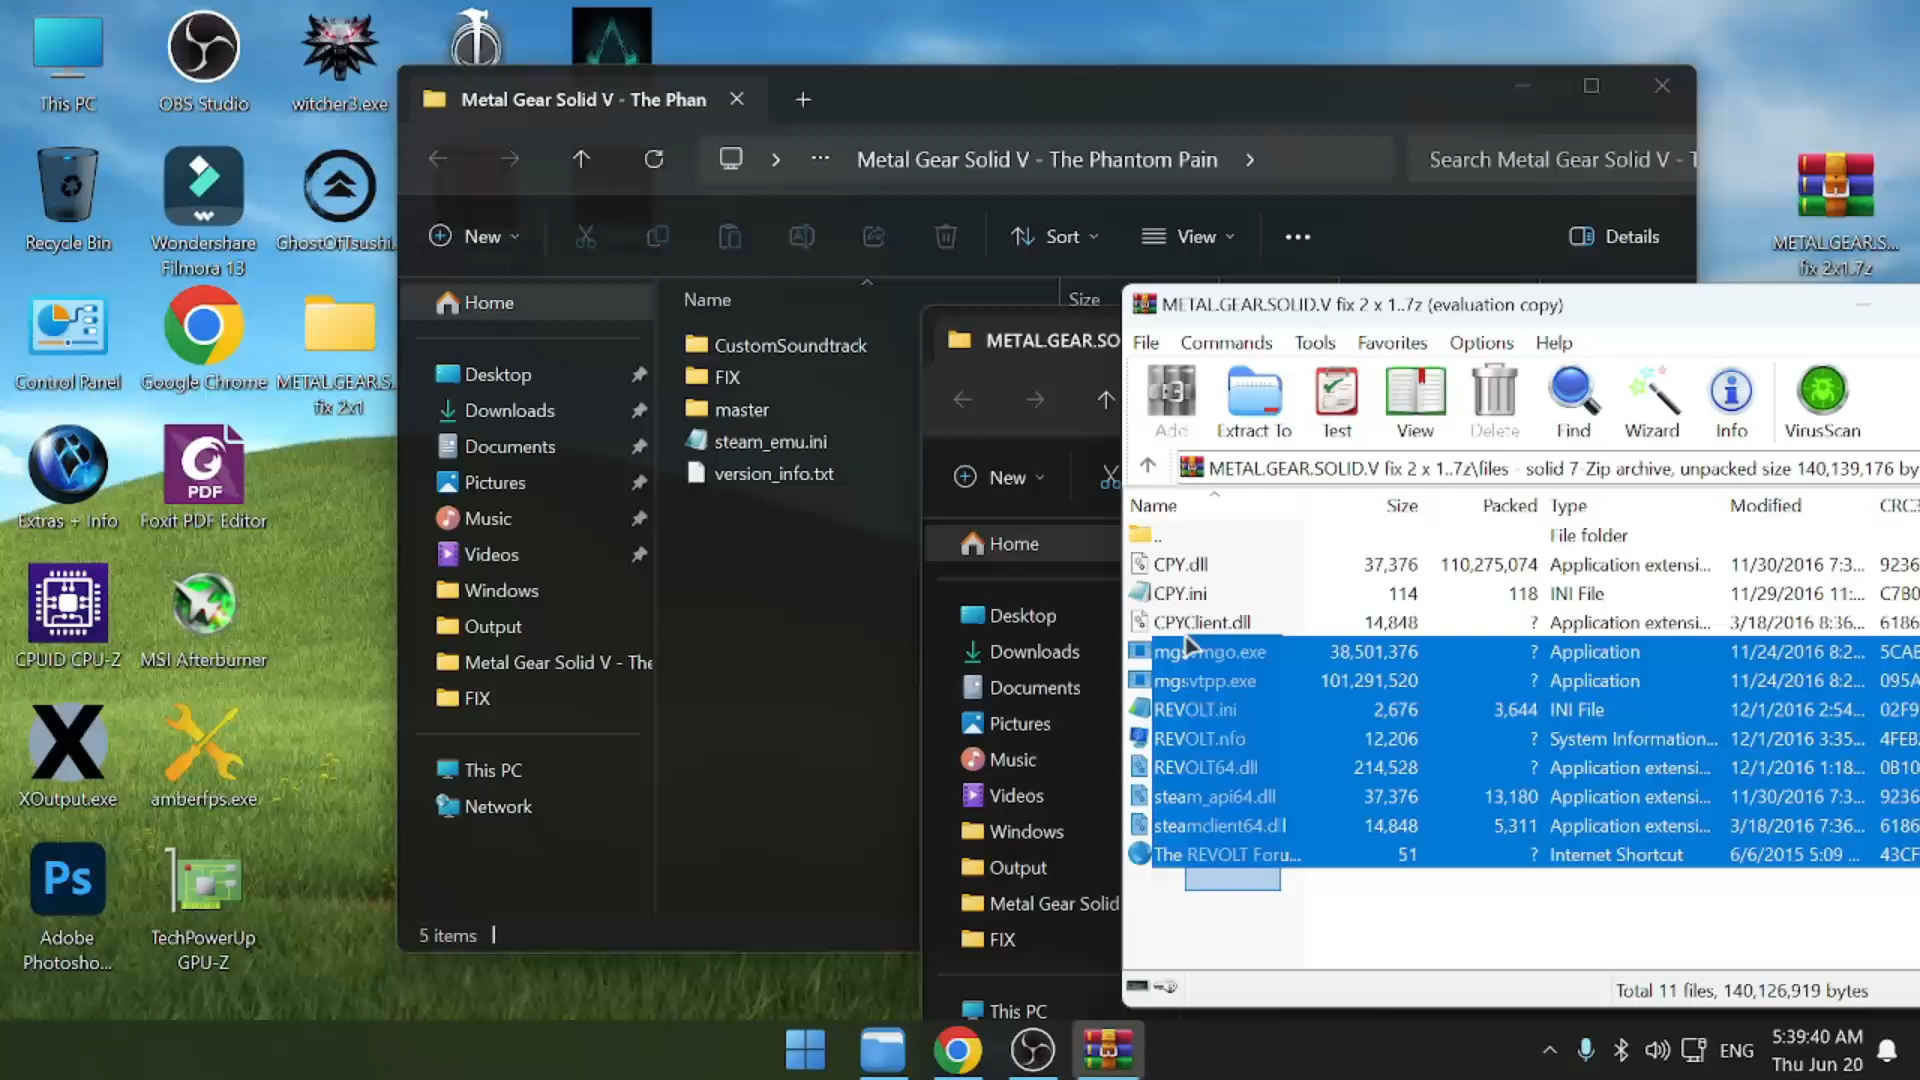 This PC
OBS Studio
witcher3.exe
Recycle Bin
Wondershare
Filmora 13
GhostOfTsushi...
Control Panel
Google Chrome
METAL.GEAR.S...
fix 2x1
Extras + Info
PDF
Foxit PDF Editor
CPUID CPU-Z
MSI Afterburner
XOutput.exe
amberfps.exe
Ps
Adobe
Photosho...
TechPowerUp
GPU-Z
METAL.GEAR.S...
fix 2x1.7z
Metal Gear Solid V - The Phan
Metal Gear Solid V - The Phantom Pain
Search Metal Gear Solid V - T
New
Sort
View
Details
Home
Desktop
Downloads
Documents
Pictures
Music
Videos
Windows
Output
Metal Gear Solid V - The
FIX
This PC
Network
Name
Size
CustomSoundtrack
FIX
master
steam_emu.ini
version_info.txt
5 items
METAL.GEAR.SO
New
Home
Desktop
Downloads
Documents
Pictures
Music
Videos
Windows
Output
Metal Gear Solid
FIX
This PC
METAL.GEAR.SOLID.V fix 2 x 1..7z (evaluation copy)
File Commands Tools Favorites Options Help
Add Extract To Test View Delete Find Wizard Info VirusScan
METAL.GEAR.SOLID.V fix 2 x 1..7z\files - solid 7-Zip archive, unpacked size 140,139,176 by
Name Size Packed Type Modified CRC3
.. File folder
CPY.dll 37,376 110,275,074 Application extensi... 11/30/2016 7:3... 9236
CPY.ini 114 118 INI File 11/29/2016 11:... C7B0
CPYClient.dll 14,848 ? Application extensi... 3/18/2016 8:36... 6186
mgsvmgo.exe 38,501,376 ? Application 11/24/2016 8:2... 5CAE
mgsvtpp.exe 101,291,520 ? Application 11/24/2016 8:2... 095A
REVOLT.ini 2,676 3,644 INI File 12/1/2016 2:54... 02F9
REVOLT.nfo 12,206 ? System Information... 12/1/2016 3:35... 4FEB
REVOLT64.dll 214,528 ? Application extensi... 12/1/2016 1:18... 0B10
steam_api64.dll 37,376 13,180 Application extensi... 11/30/2016 7:3... 9236
steamclient64.dll 14,848 5,311 Application extensi... 3/18/2016 7:36... 6186
The REVOLT Foru... 51 ? Internet Shortcut 6/6/2015 5:09 ... 43CF
Total 11 files, 140,126,919 bytes
ENG
5:39:40 AM
Thu Jun 20